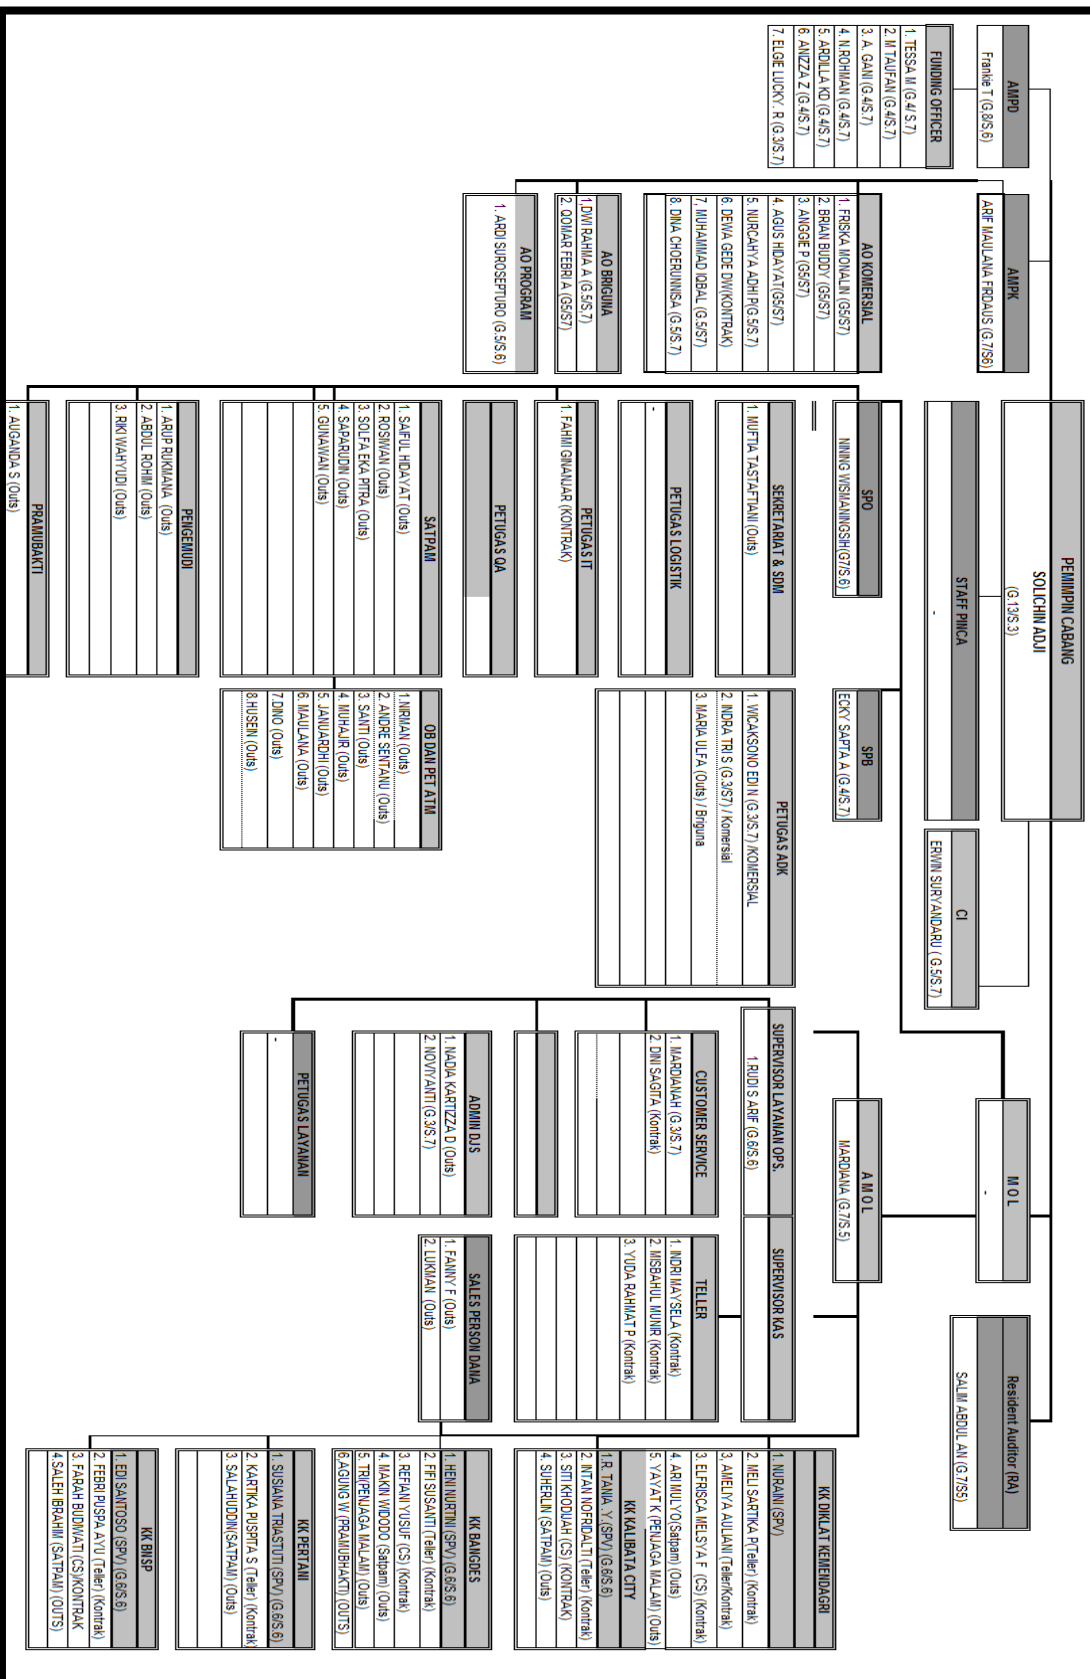 PEMIMPIN CABANG
SOLICHIN ADJI
(G.13/S.3)
AMPD
Frankie T (G,8/S,6)
AMPK
ARIF MAULANA FIRDAUS (G.7/S6)
STAFF PINCA
-
CI
ERWIN SURYANDARU ( G.5/S.7)
M O L
-
Resident Auditor (RA)
SALIM ABDUL AN (G.7/S5)
FUNDING OFFICER
1. TESSA M (G.4/ S.7)
2. M TAUFAN (G.4/S.7)
3. A. GANI (G.4/S.7)
4. N.ROHMAN (G.4/S.7)
5. ARDILLA KD (G.4/S.7)
6. ANIZZA Z (G.4/S.7)
7. ELGIE LUCKY. R (G.3/S.7)
AO KOMERSIAL
1. FRISKA MONALIN (G5/S7)
2. BRIAN BUDDY (G5/S7)
3. ANGGIE P (G5/S7)
4. AGUS HIDAYAT(G5/S7)
5. NURCAHYA ADHI P(G.5/S.7)
6. DEWA GEDE DW(KONTRAK)
7, MUHAMMAD IQBAL (G.5/S7)
8. DINA CHOERUNNISA (G.5/S.7)
AO BRIGUNA
1,DWI RAHMA A (G.5/S,7)
2. QOMAR FEBRI A (G5/S7)
AO PROGRAM
1. ARDI SUROSEPTURO (G.5/S.6)
SPO
NINING WISMANINGSIH(G7/S.6)
SPB
ECKY SAPTA A (G.4/S.7)
A M O L
MARDIANA (G.7/S.5)
SEKRETARIAT & SDM
1. MUFTIA TASTAFTIANI (Outs)
PETUGAS LOGISTIK
-
PETUGAS IT
1. FAHMI GINANJAR (KONTRAK)
PETUGAS QA
SATPAM
1. SAIFUL HIDAYAT (Outs)
2. ROSIWAN (Outs)
3. SOLFA EKA PITRA (Outs)
4. SAPARUDIN (Outs)
5. GUNAWAN (Outs)
PENGEMUDI
1. ARUP RUKMANA  (Outs)
2. ABDUL ROHIM (Outs)
3. RIKI WAHYUDI (Outs)
PRAMUBAKTI
1. AUGANDA S (Outs)
PETUGAS ADK
1. WICAKSONO EDI N (G.3/S.7) /KOMERSIAL
2. INDRA TRI S (G.3/S7) / Komersial
3. MARIA ULFA (Outs) / Briguna
OB DAN PET ATM
1.NIRMAN (Outs)
2. ANDRE SENTANU (Outs)
3. SANTI (Outs)
4. MUHAJIR (Outs)
5. JANUARDHI (Outs)
6. MAULANA (Outs)
7.DINO (Outs)
8.HUSEIN (Outs)
SUPERVISOR LAYANAN OPS.
1.RUDI S ARIF (G.6/S.6)
SUPERVISOR KAS
CUSTOMER SERVICE
1. MARDIANAH (G.3/S.7)
2. DINI SAGITA (Kontrak)
ADMIN DJS
1. NADIA KARTIZZA D (Outs)
2. NOVIYANTI (G.3/S.7)
PETUGAS LAYANAN
-
TELLER
1. INDRI MAYSELA (Kontrak)
2. MISBAHUL MUNIR (Kontrak)
3. YUDA RAHMAT P (Kontrak)
SALES PERSON DANA
1. FANNY F (Outs)
2. LUKMAN  (Outs)
KK DIKLAT KEMENDAGRI
1. NURAINI (SPV)
2. MELI SARTIKA P(Teller) (Kontrak)
3, AMELIYA AULIANI (Teller/Kontrak)
3. ELFRISCA MELSYA F  (CS) (Kontrak)
4. ARI MULYO(Satpam) (Outs)
5. YAYAT K (PENJAGA MALAM) (Outs)
KK KALIBATA CITY
1.R. TANIA .Y (SPV) (G.6/S.6)
2. INTAN NOFRIDALTI (Teller) (Kontrak)
3. SITI KHODIJAH (CS) (KONTRAK)
4. SUHERLIN (SATPAM) (Outs)
KK BANGDES
1. HENI NURTINI (SPV) (G.6/S.6)
2. FIFI SUSANTI (Teller) (Kontrak)
3. REFIANI YUSUF (CS) (Kontrak)
4. MAKIN WIDODO (Satpam) (Outs)
5. TRI(PENJAGA MALAM) (Outs)
6.AGUNG W (PRAMUBHAKTI) (OUTS)
KK PERTANI
1. SUSIANA TRIASTUTI (SPV) (G.6/S.6)
2. KARTIKA PUSPITA S (Teller) (Kontrak)
3. SALAHUDDIN(SATPAM) (Outs)
KK BNSP
1. EDI SANTOSO (SPV) (G.6/S.6)
2. FEBRI PUSPA AYU (Teller) (Kontrak)
3. FARAH BUDIWATI (CS)/KONTRAK
4.SALEH IBRAHIM (SATPAM) (OUTS)